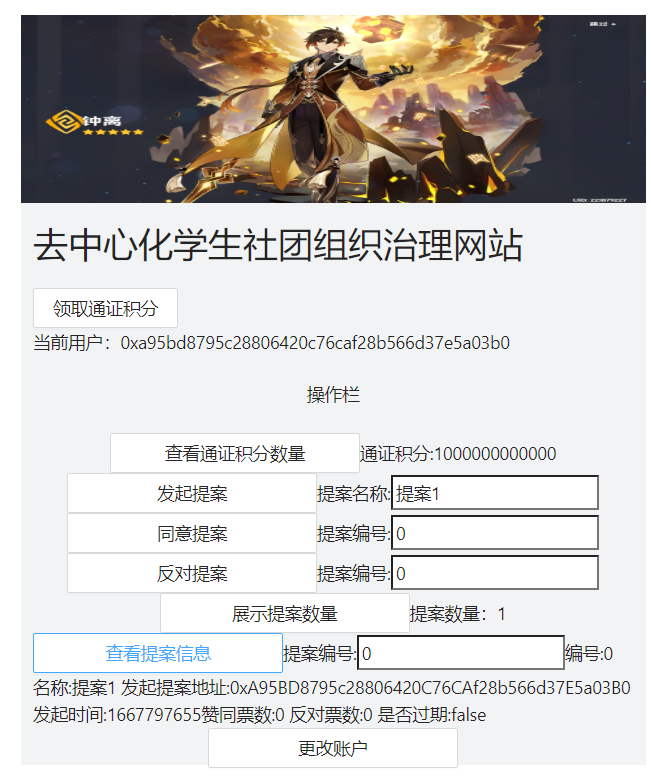 钟离
去中心化学生社团组织治理网站
领取通证积分
当前用户：0xa95bd8795c28806420c76caf28b566d37e5a03b0
操作栏
查看通证积分数量通证积分:1000000000000
发起提案 提案名称:提案1
同意提案 提案编号:0
反对提案 提案编号:0
展示提案数量 提案数量：1
查看提案信息 提案编号:0 编号:0
名称:提案1 发起提案地址:0xA95BD8795c28806420C76CAf28b566d37E5a03B0
发起时间:1667797655赞同票数:0 反对票数:0 是否过期:false
更改账户